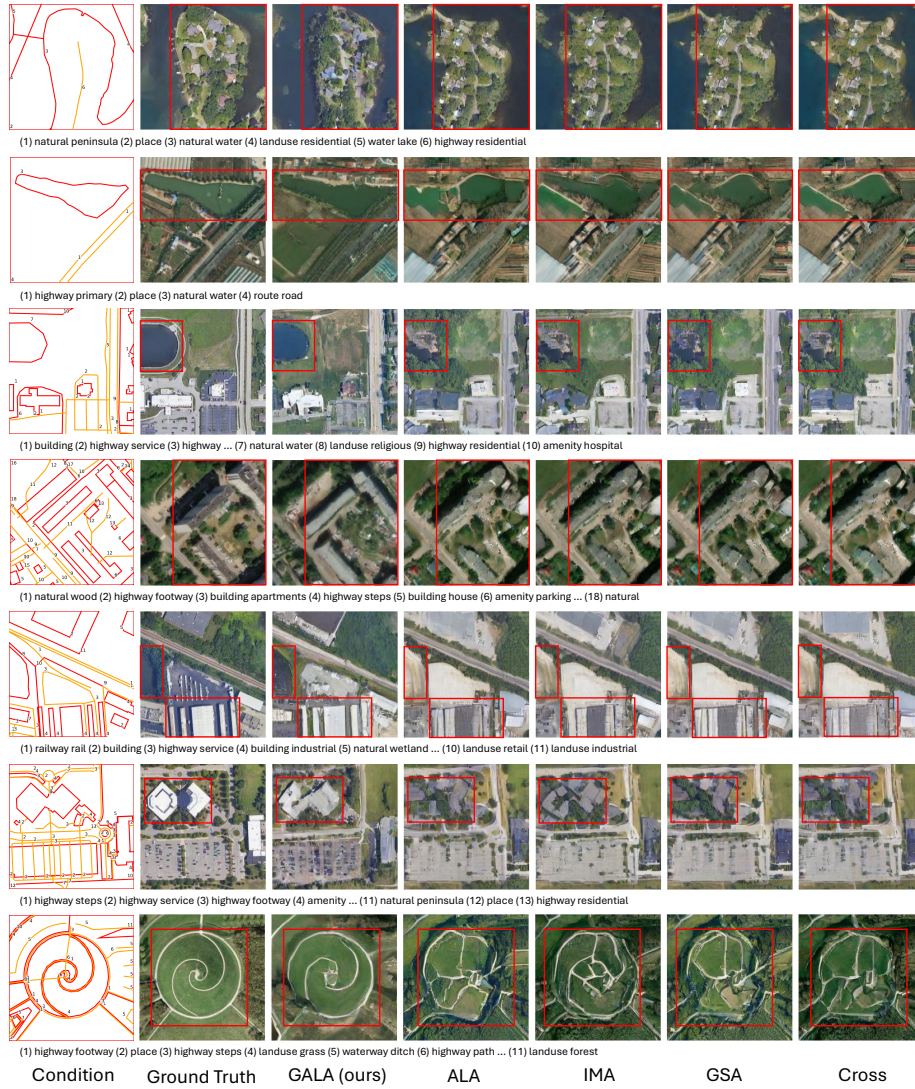 (1) natural peninsula (2) place (3) natural water (4) landuse residential (5) water lake (6) highway residential
(1) highway primary (2) place (3) natural water (4) route road
(1) building (2) highway service (3) highway ... (7) natural water (8) landuse religious (9) highway residential (10) amenity hospital
(1) natural wood (2) highway footway (3) building apartments (4) highway steps (5) building house (6) amenity parking ... (18) natural
(1) railway rail (2) building (3) highway service (4) building industrial (5) natural wetland ... (10) landuse retail (11) landuse industrial
(1) highway steps (2) highway service (3) highway footway (4) amenity ... (11) natural peninsula (12) place (13) highway residential
(1) highway footway (2) place (3) highway steps (4) landuse grass (5) waterway ditch (6) highway path ... (11) landuse forest
Condition Ground Truth GALA (ours) ALA IMA GSA Cross